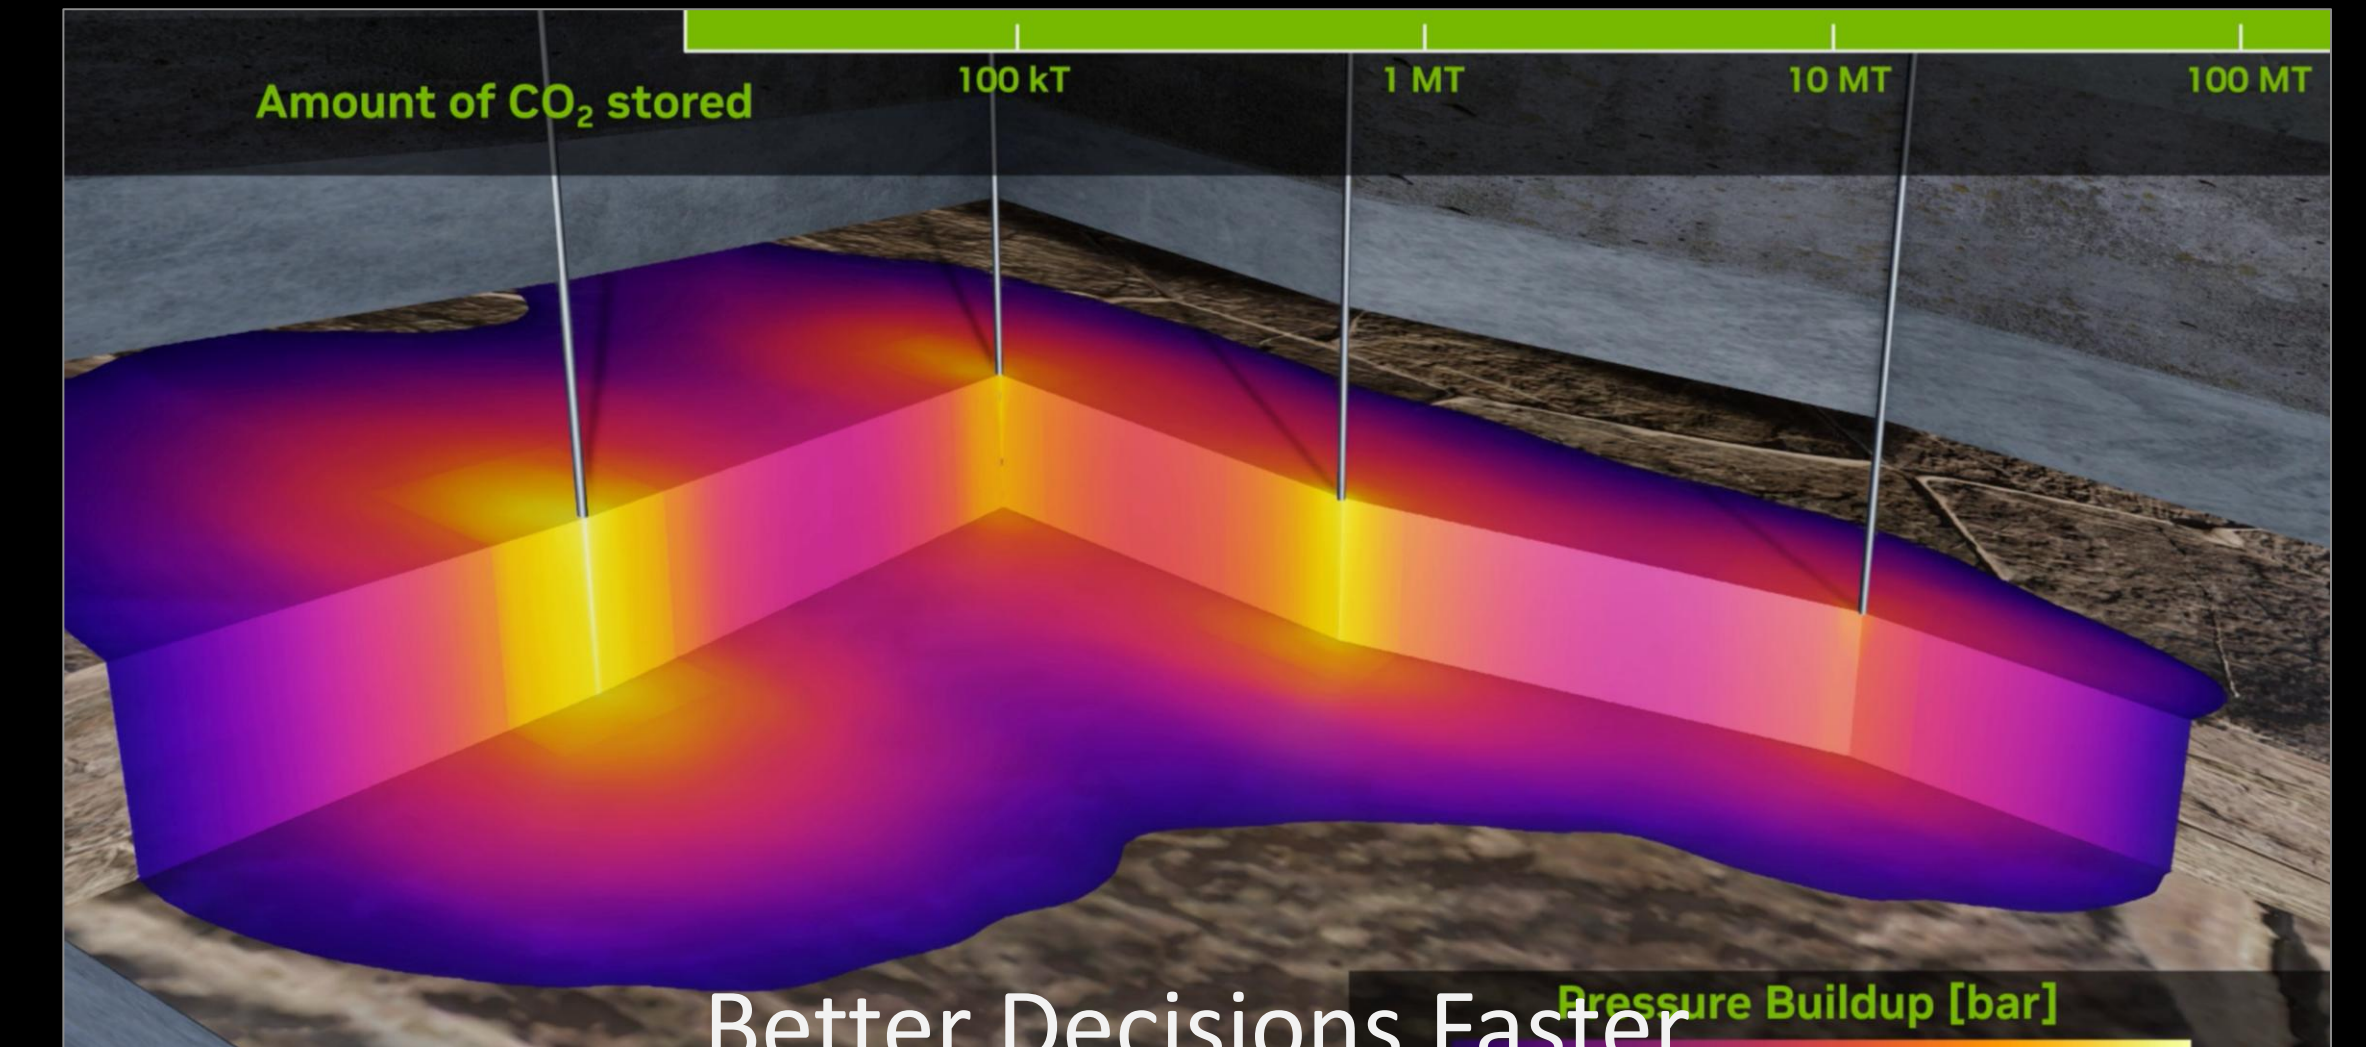 100 kT 1 MT 10 MT 100 MT
Amount of CO₂ stored
Pressure Buildup [bar]
Better Decisions Faster